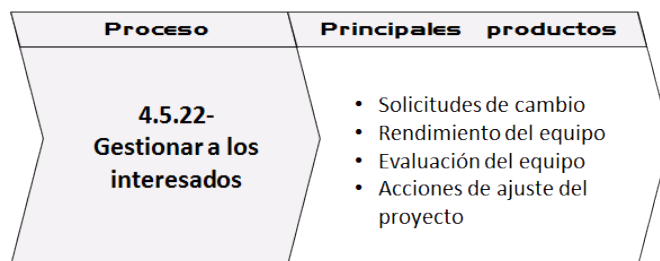 Proceso
Principales productos
4.5.22-
Gestionar a los
interesados
• Solicitudes de cambio
• Rendimiento del equipo
• Evaluación del equipo
• Acciones de ajuste del
proyecto